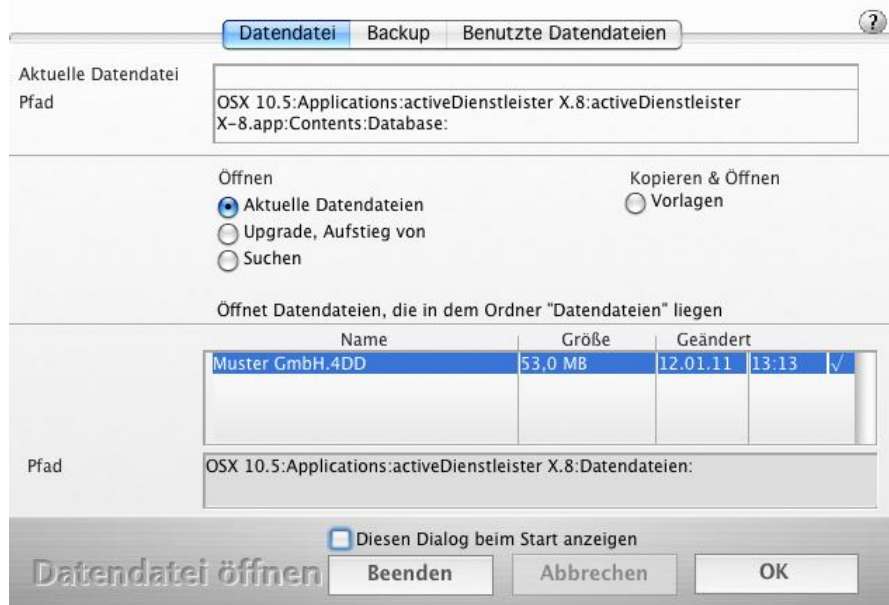 ?
Datendatei Backup Benutzte Datendateien
Aktuelle Datendatei
Pfad OSX 10.5:Applications:activeDienstleister X.8:activeDienstleister
X-8.app:Contents:Database:
Öffnen Kopieren & Öffnen
Aktuelle Datendateien Vorlagen
Upgrade, Aufstieg von
Suchen
Öffnet Datendateien, die in dem Ordner "Datendateien" liegen
Name Größe Geändert
Muster GmbH.4DD 53,0 MB 12.01.11 13:13 √
Pfad OSX 10.5:Applications:activeDienstleister X.8:Datendateien:
Diesen Dialog beim Start anzeigen
Datendatei öffnen Beenden Abbrechen OK